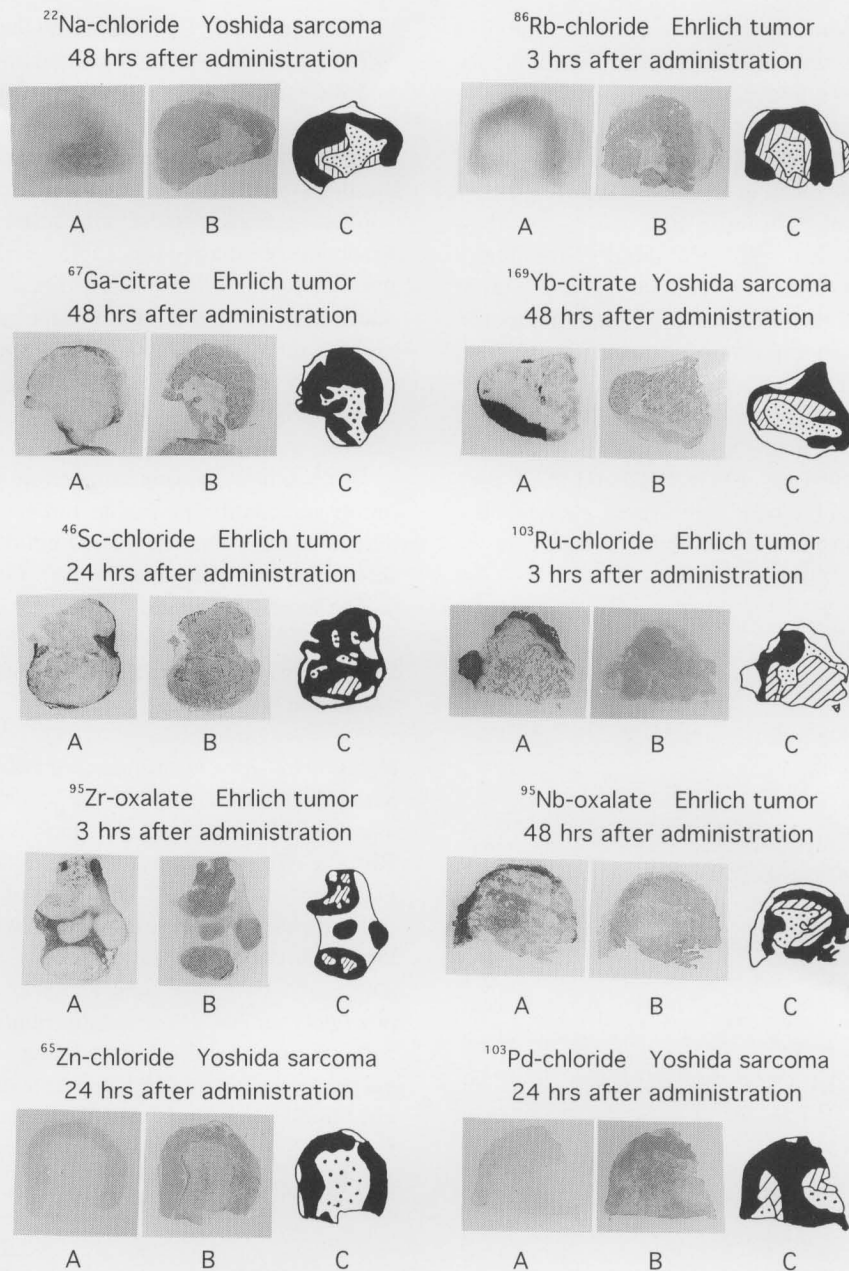 ²²Na-chloride Yoshida sarcoma
48 hrs after administration
A B C
⁸⁶Rb-chloride Ehrlich tumor
3 hrs after administration
A B C
⁶⁷Ga-citrate Ehrlich tumor
48 hrs after administration
A B C
¹⁶⁹Yb-citrate Yoshida sarcoma
48 hrs after administration
A B C
⁴⁶Sc-chloride Ehrlich tumor
24 hrs after administration
A B C
¹⁰³Ru-chloride Ehrlich tumor
3 hrs after administration
A B C
⁹⁵Zr-oxalate Ehrlich tumor
3 hrs after administration
A B C
⁹⁵Nb-oxalate Ehrlich tumor
48 hrs after administration
A B C
⁶⁵Zn-chloride Yoshida sarcoma
24 hrs after administration
A B C
¹⁰³Pd-chloride Yoshida sarcoma
24 hrs after administration
A B C